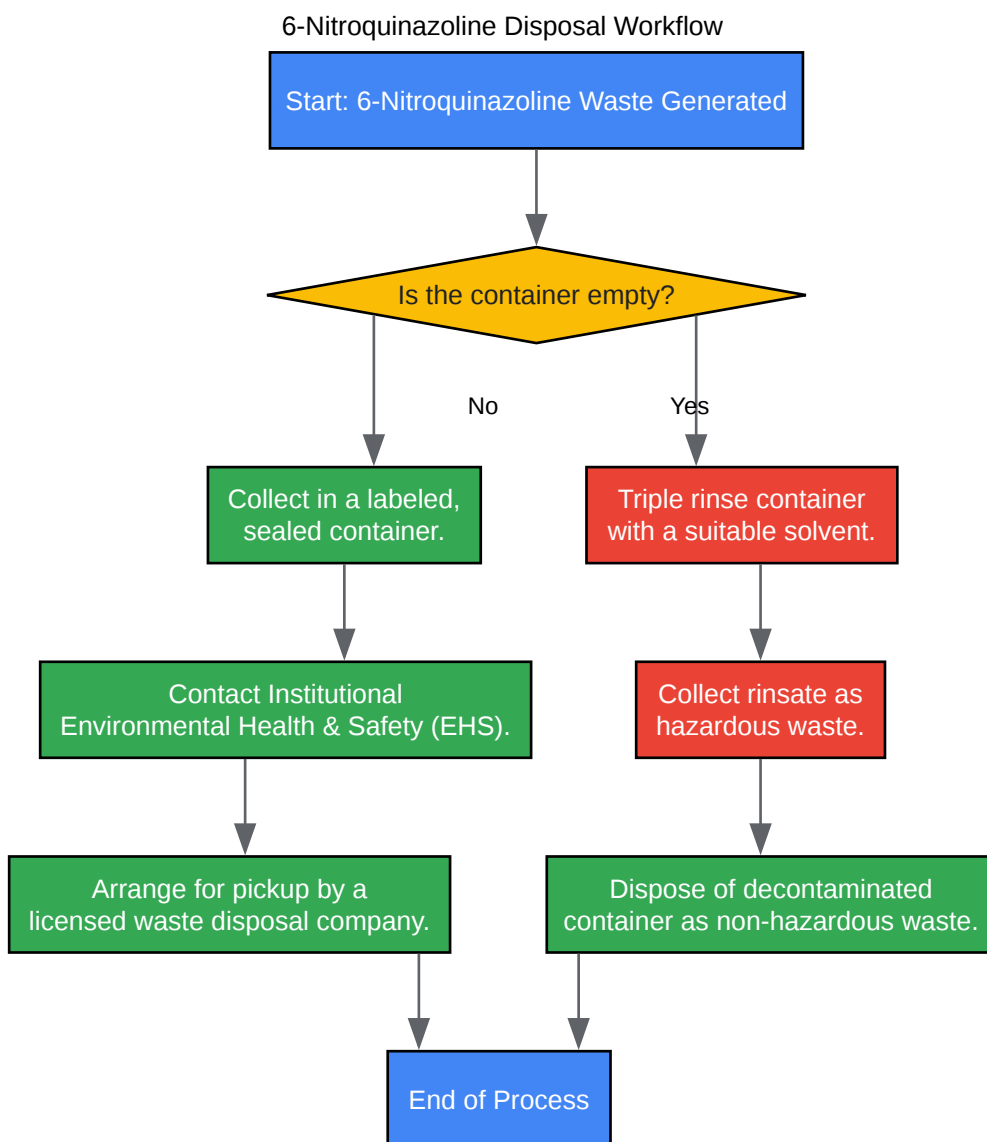 6-Nitroquinazoline Disposal Workflow
Start: 6-Nitroquinazoline Waste Generated
Is the container empty?
No
Yes
Collect in a labeled,
sealed container.
Triple rinse container
with a suitable solvent.
Contact Institutional
Environmental Health & Safety (EHS).
Collect rinsate as
hazardous waste.
Arrange for pickup by a
licensed waste disposal company.
Dispose of decontaminated
container as non-hazardous waste.
End of Process